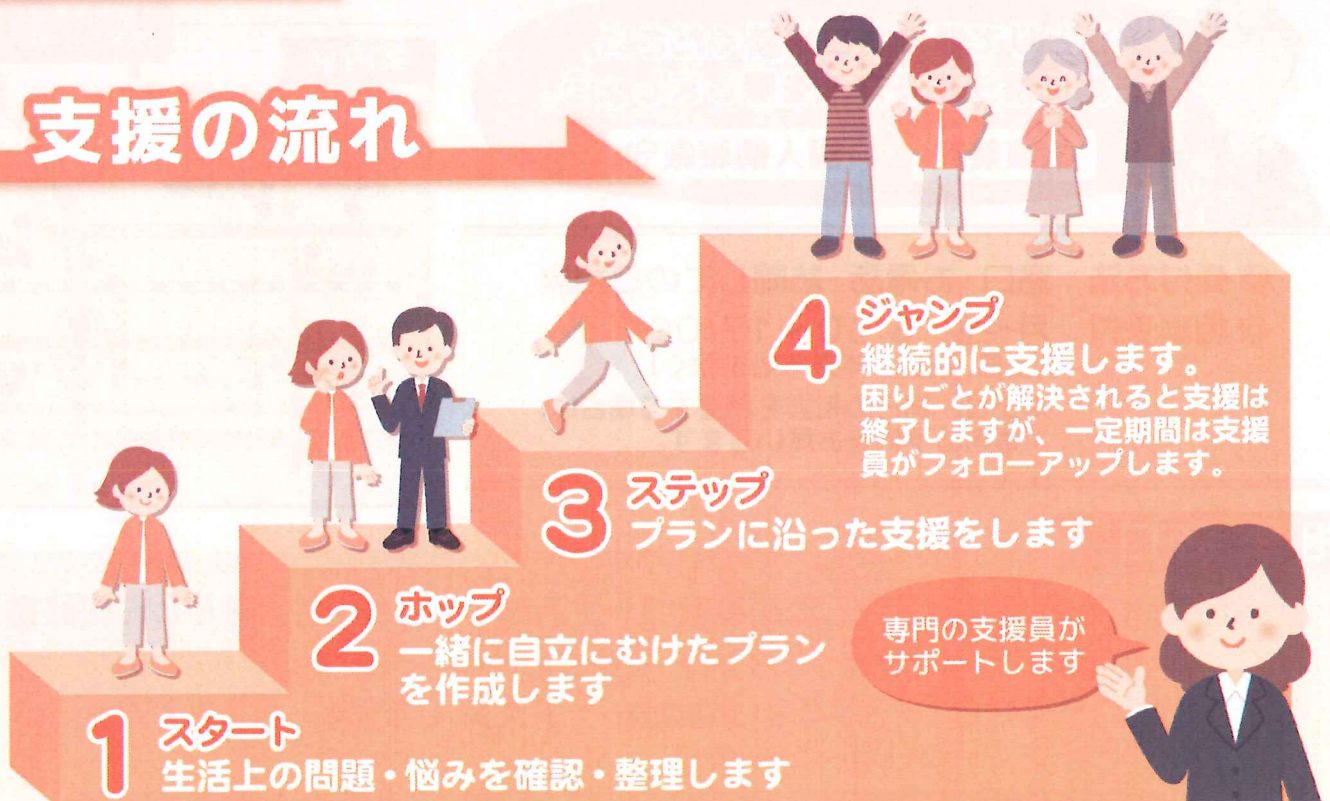 支援の流れ
1 スタート
生活上の問題・悩みを確認・整理します
2 ホップ
一緒に自立にむけたプラン
を作成します
3 ステップ
プランに沿った支援をします
4 ジャンプ
継続的に支援します。
困りごとが解決されると支援は
終了しますが、一定期間は支援
員がフォローアップします。
専門の支援員が
サポートします